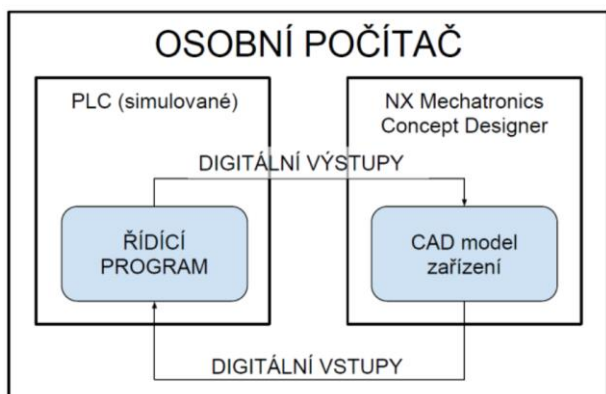 OSOBNÍ POČÍTAČ
PLC (simulované)
NX Mechatronics
Concept Designer
DIGITÁLNÍ VÝSTUPY
ŘÍDÍCÍ
PROGRAM
CAD model
zařízení
DIGITÁLNÍ VSTUPY